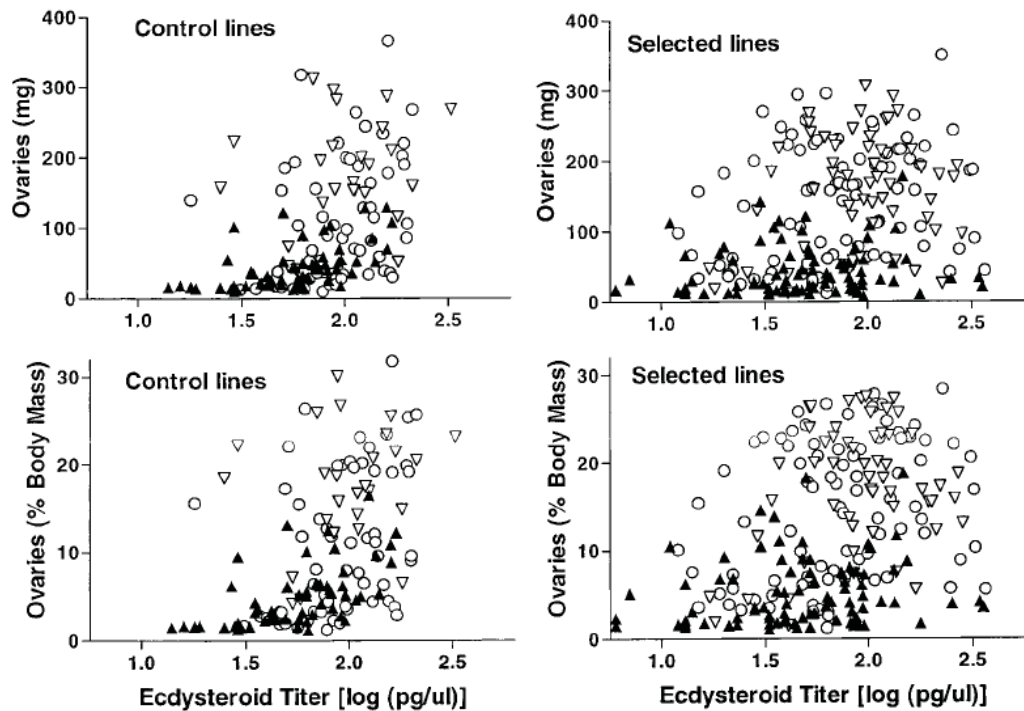 Control lines
Ovaries (mg)
400
300
200
100
0
1.0 1.5 2.0 2.5
Selected lines
Ovaries (mg)
400
300
200
100
0
1.0 1.5 2.0 2.5
Control lines
Ovaries (% Body Mass)
30
20
10
0
1.0 1.5 2.0 2.5
Ecdysteroid Titer [log (pg/ul)]
Selected lines
Ovaries (% Body Mass)
30
20
10
0
1.0 1.5 2.0 2.5
Ecdysteroid Titer [log (pg/ul)]